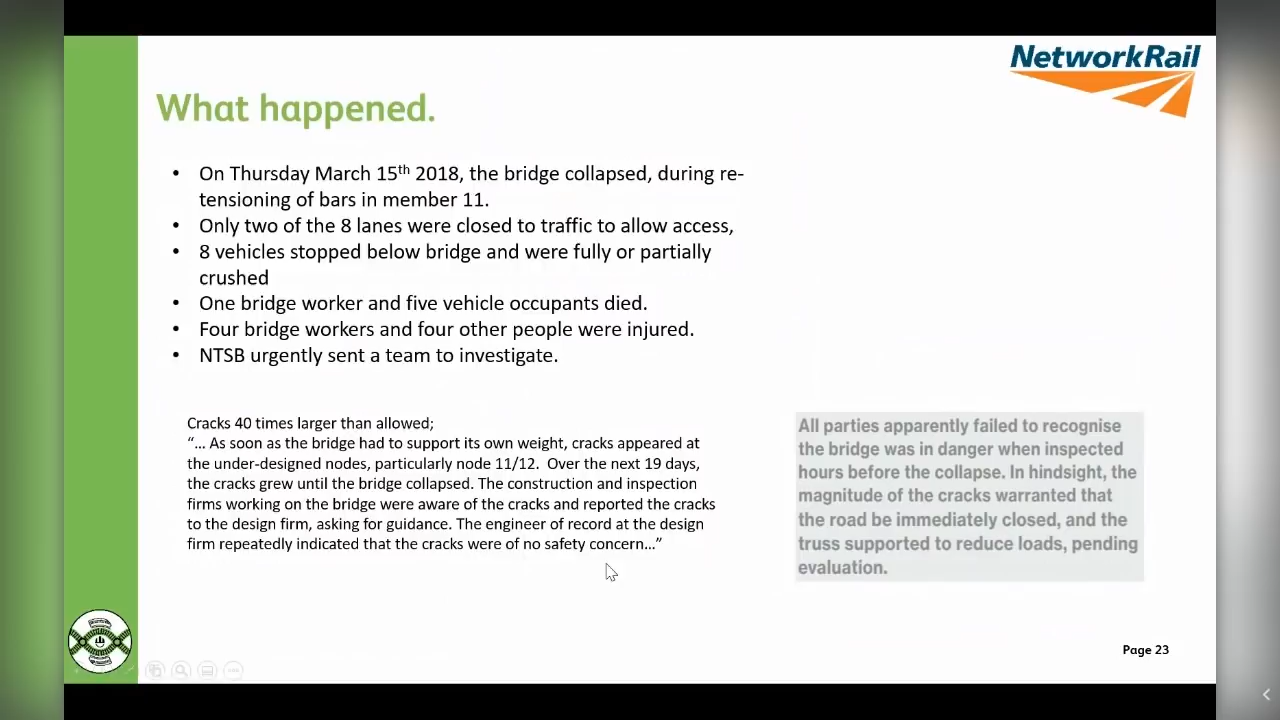 NetworkRail
What happened.
• On Thursday March 15th 2018, the bridge collapsed, during re-
tensioning of bars in member 11.
• Only two of the 8 lanes were closed to traffic to allow access,
• 8 vehicles stopped below bridge and were fully or partially
crushed
• One bridge worker and five vehicle occupants died.
• Four bridge workers and four other people were injured.
• NTSB urgently sent a team to investigate.
Cracks 40 times larger than allowed;
“… As soon as the bridge had to support its own weight, cracks appeared at
the under-designed nodes, particularly node 11/12.  Over the next 19 days,
the cracks grew until the bridge collapsed. The construction and inspection
firms working on the bridge were aware of the cracks and reported the cracks
to the design firm, asking for guidance. The engineer of record at the design
firm repeatedly indicated that the cracks were of no safety concern…”
All parties apparently failed to recognise
the bridge was in danger when inspected
hours before the collapse. In hindsight, the
magnitude of the cracks warranted that
the road be immediately closed, and the
truss supported to reduce loads, pending
evaluation.
Page 23